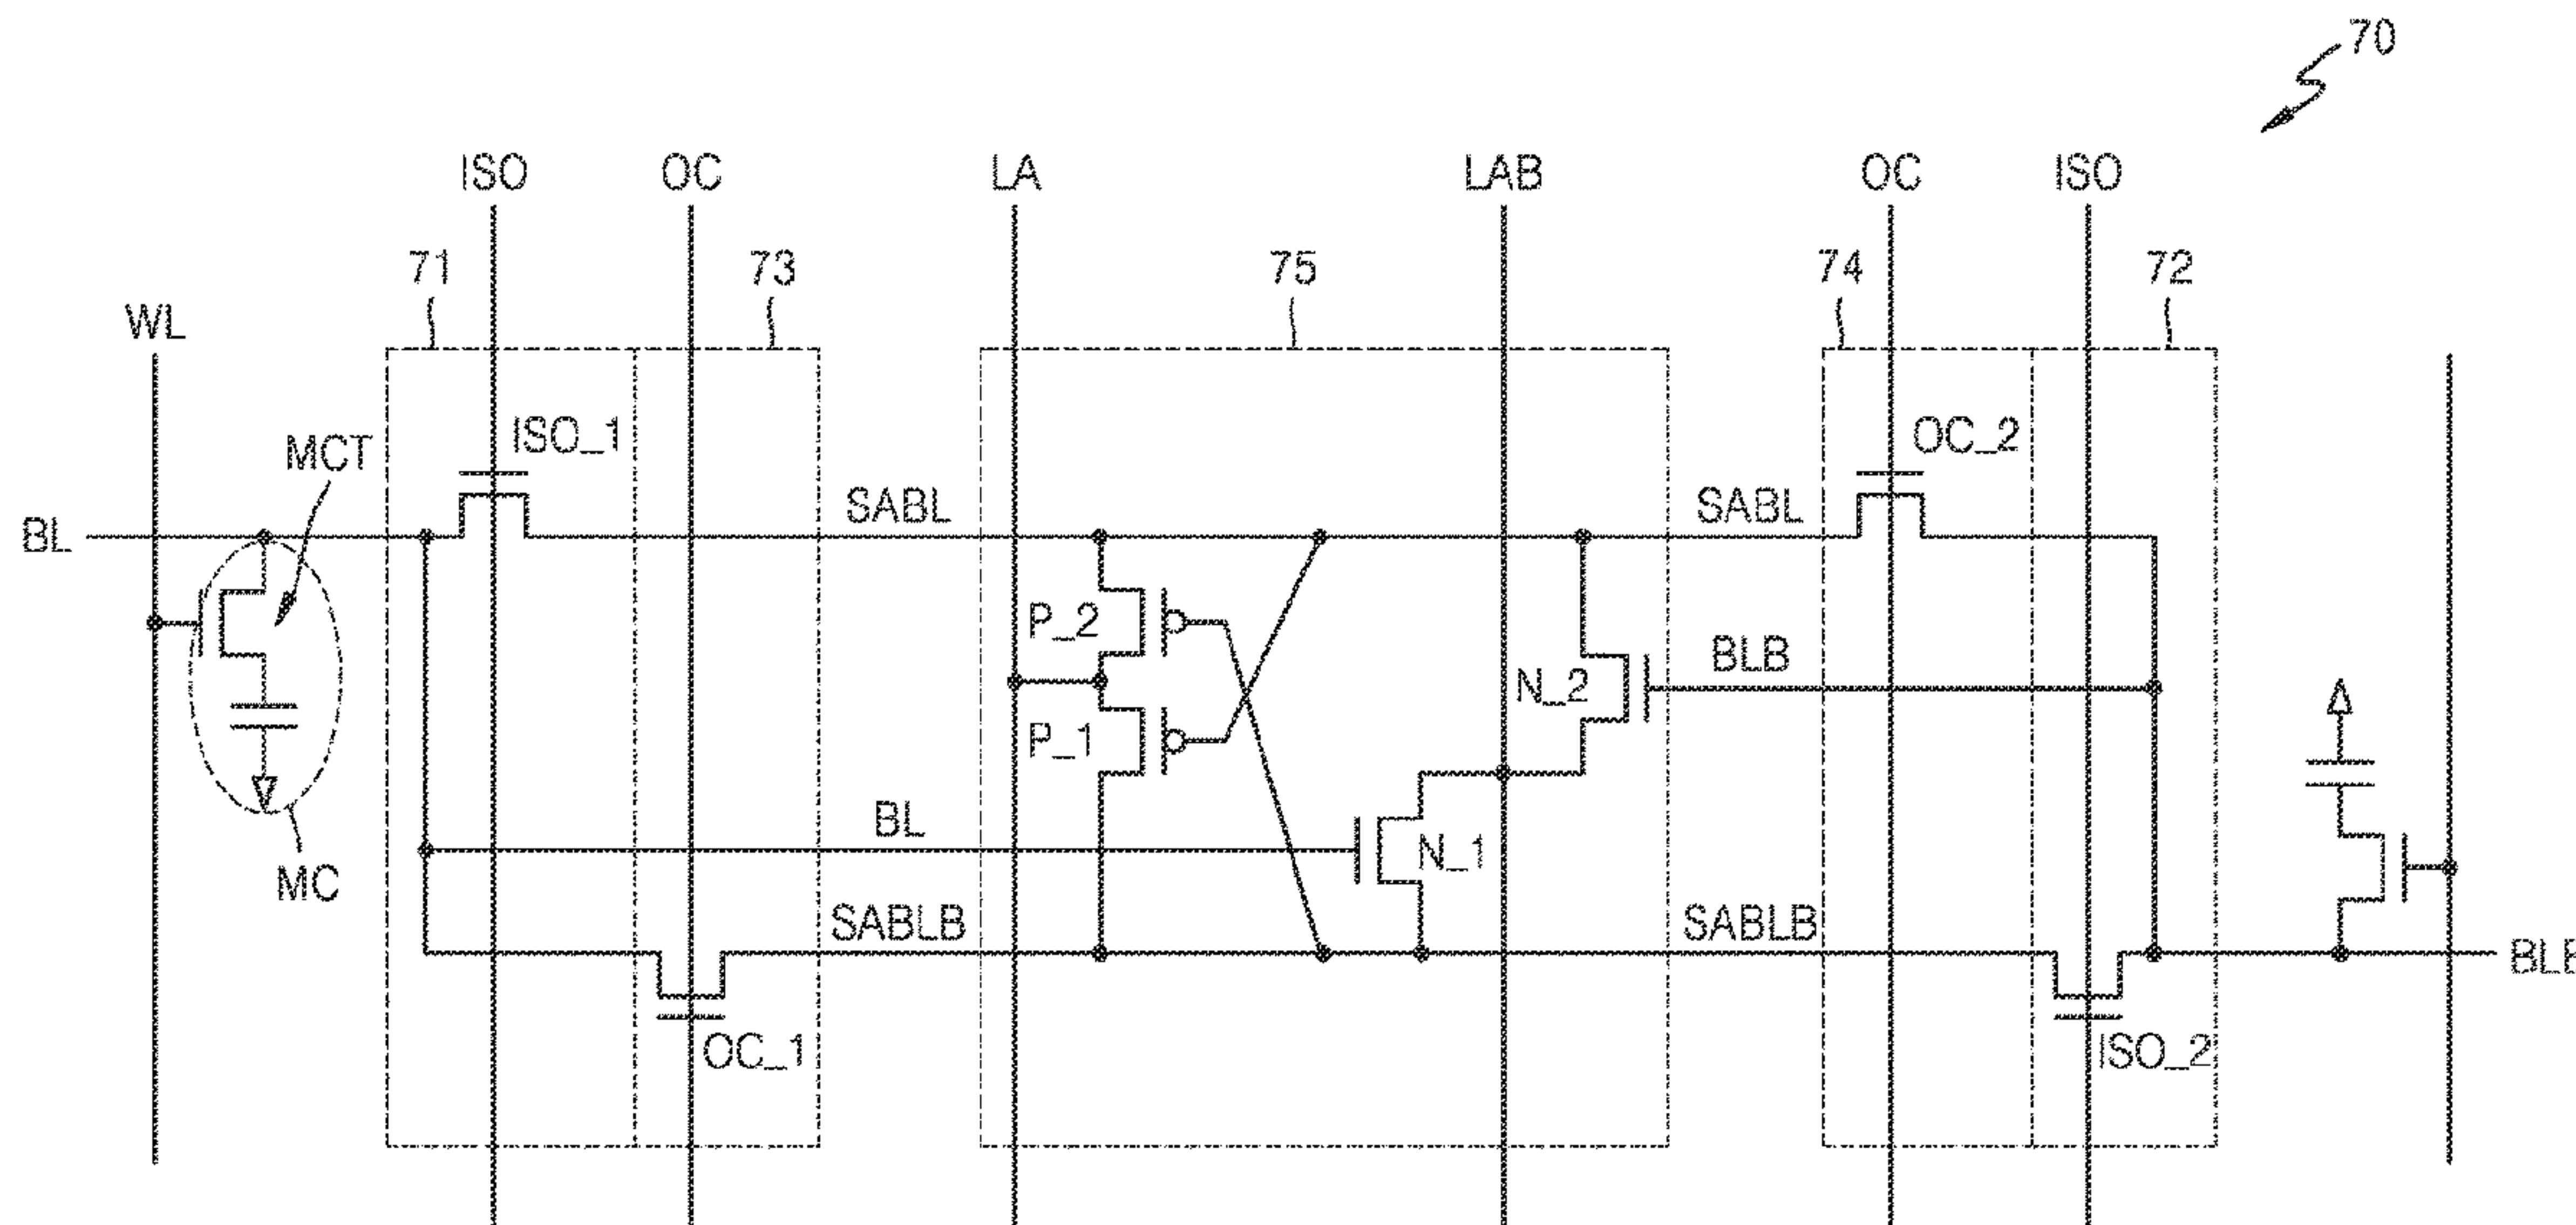 70
ISO OC LA LAB OC ISO
71 73 75 74 72
WL
ISO_1 OC_2
MCT
SABL SABL
BL
P_2 BLB
N_2
P_1
BL N_1
MC
SABLB SABLB
BLB
OC_1 ISO_2